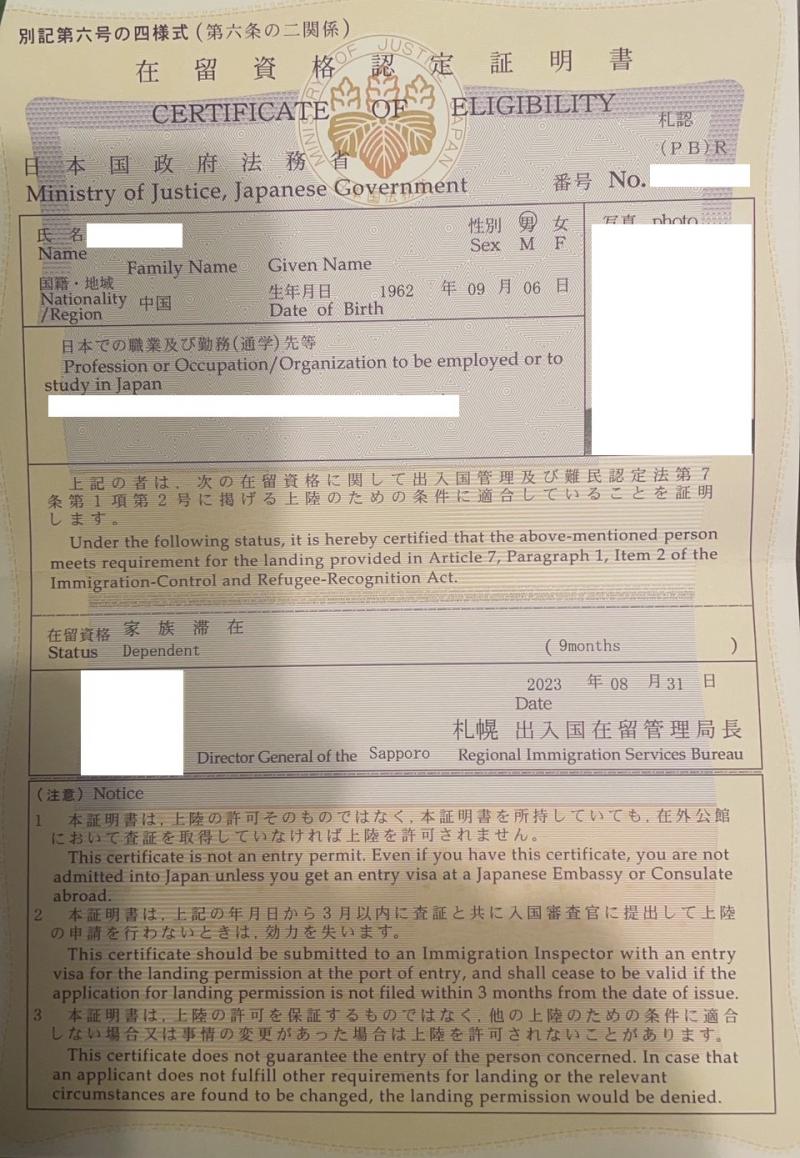 別記第六号の四様式(第六条の二関係)
在留資格認定証明書
CERTIFICATE OF ELIGIBILITY
MINISTRY OF JUSTICE JAPAN
札認
(PB)R
日本国政府法務省
Ministry of Justice, Japanese Government
番号 No.
氏名
Name
Family Name Given Name
性別 男 女
Sex M F
写真 photo
国籍・地域
Nationality
/Region
中国
生年月日 1962 年 09 月 06 日
Date of Birth
日本での職業及び勤務(通学)先等
Profession or Occupation/Organization to be employed or to
study in Japan
上記の者は、次の在留資格に関して出入国管理及び難民認定法第7
条第1項第2号に掲げる上陸のための条件に適合していることを証明
します。
Under the following status, it is hereby certified that the above-mentioned person
meets requirement for the landing provided in Article 7, Paragraph 1, Item 2 of the
Immigration-Control and Refugee-Recognition Act.
在留資格 家族滞在
Status Dependent
( 9months )
2023 年 08 月 31 日
Date
札幌 出入国在留管理局長
Director General of the Sapporo Regional Immigration Services Bureau
(注意) Notice
1 本証明書は,上陸の許可そのものではなく,本証明書を所持していても,在外公館
において査証を取得していなければ上陸を許可されません。
This certificate is not an entry permit. Even if you have this certificate, you are not
admitted into Japan unless you get an entry visa at a Japanese Embassy or Consulate
abroad.
2 本証明書は,上記の年月日から3月以内に査証と共に入国審査官に提出して上陸
の申請を行わないときは,効力を失います。
This certificate should be submitted to an Immigration Inspector with an entry
visa for the landing permission at the port of entry, and shall cease to be valid if the
application for landing permission is not filed within 3 months from the date of issue.
3 本証明書は,上陸の許可を保証するものではなく,他の上陸のための条件に適合
しない場合又は事情の変更があった場合は上陸を許可されないことがあります。
This certificate does not guarantee the entry of the person concerned. In case that
an applicant does not fulfill other requirements for landing or the relevant
circumstances are found to be changed, the landing permission would be denied.